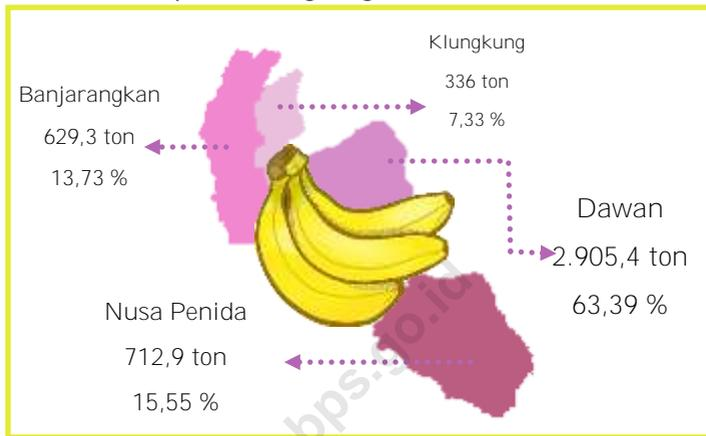 Klungkung
336 ton
7,33 %
Banjarangkan
629,3 ton
13,73 %
Dawan
2.905,4 ton
63,39 %
Nusa Penida
712,9 ton
15,55 %
bps.go.id